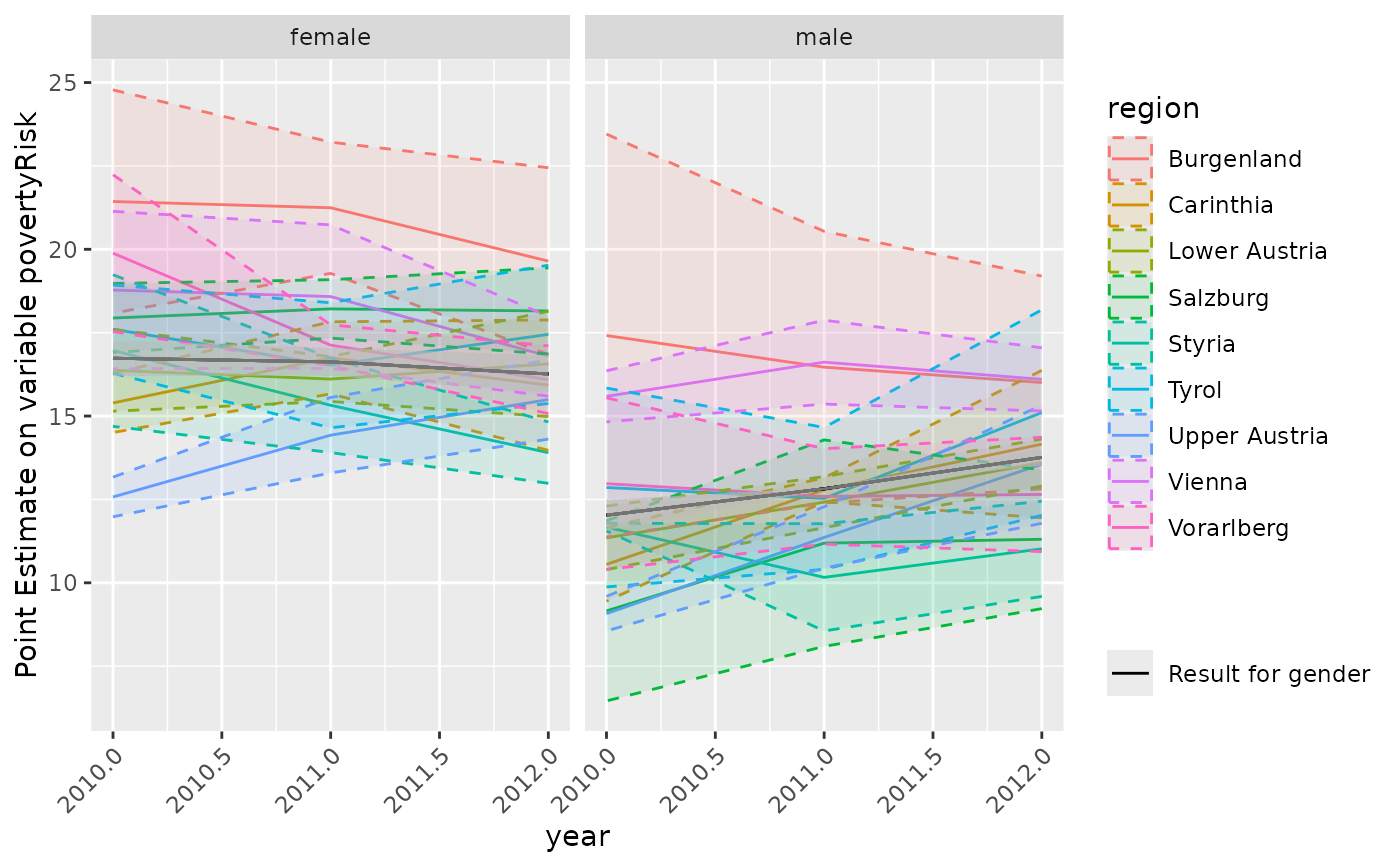 female
male
Point Estimate on variable povertyRisk
25
20
15
10
2010.0
2010.5
2011.0
2011.5
2012.0
2010.0
2010.5
2011.0
2011.5
2012.0
year
region
Burgenland
Carinthia
Lower Austria
Salzburg
Styria
Tyrol
Upper Austria
Vienna
Vorarlberg
Result for gender